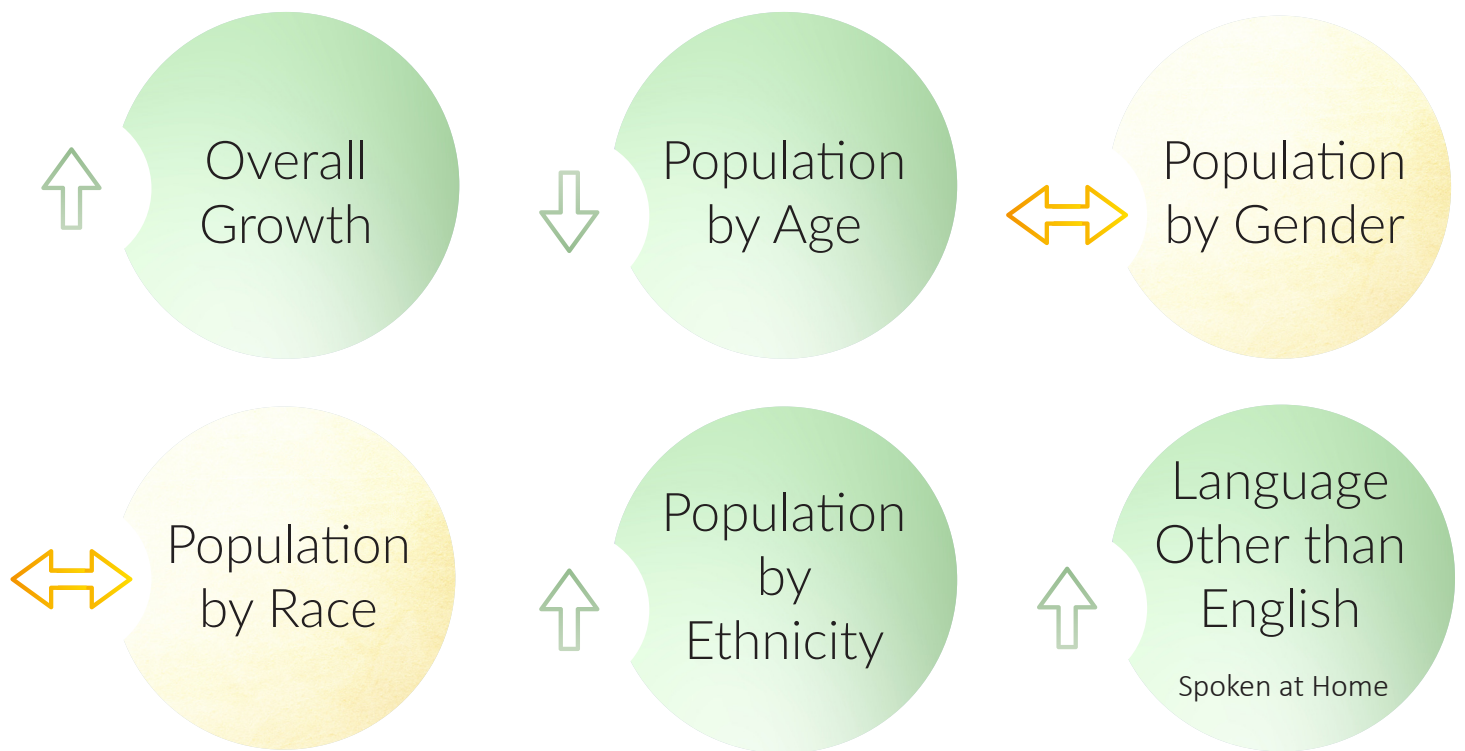 Overall
Growth
Population
by Age
Population
by Gender
Population
by Race
Population
by
Ethnicity
Language
Other than
English
Spoken at Home